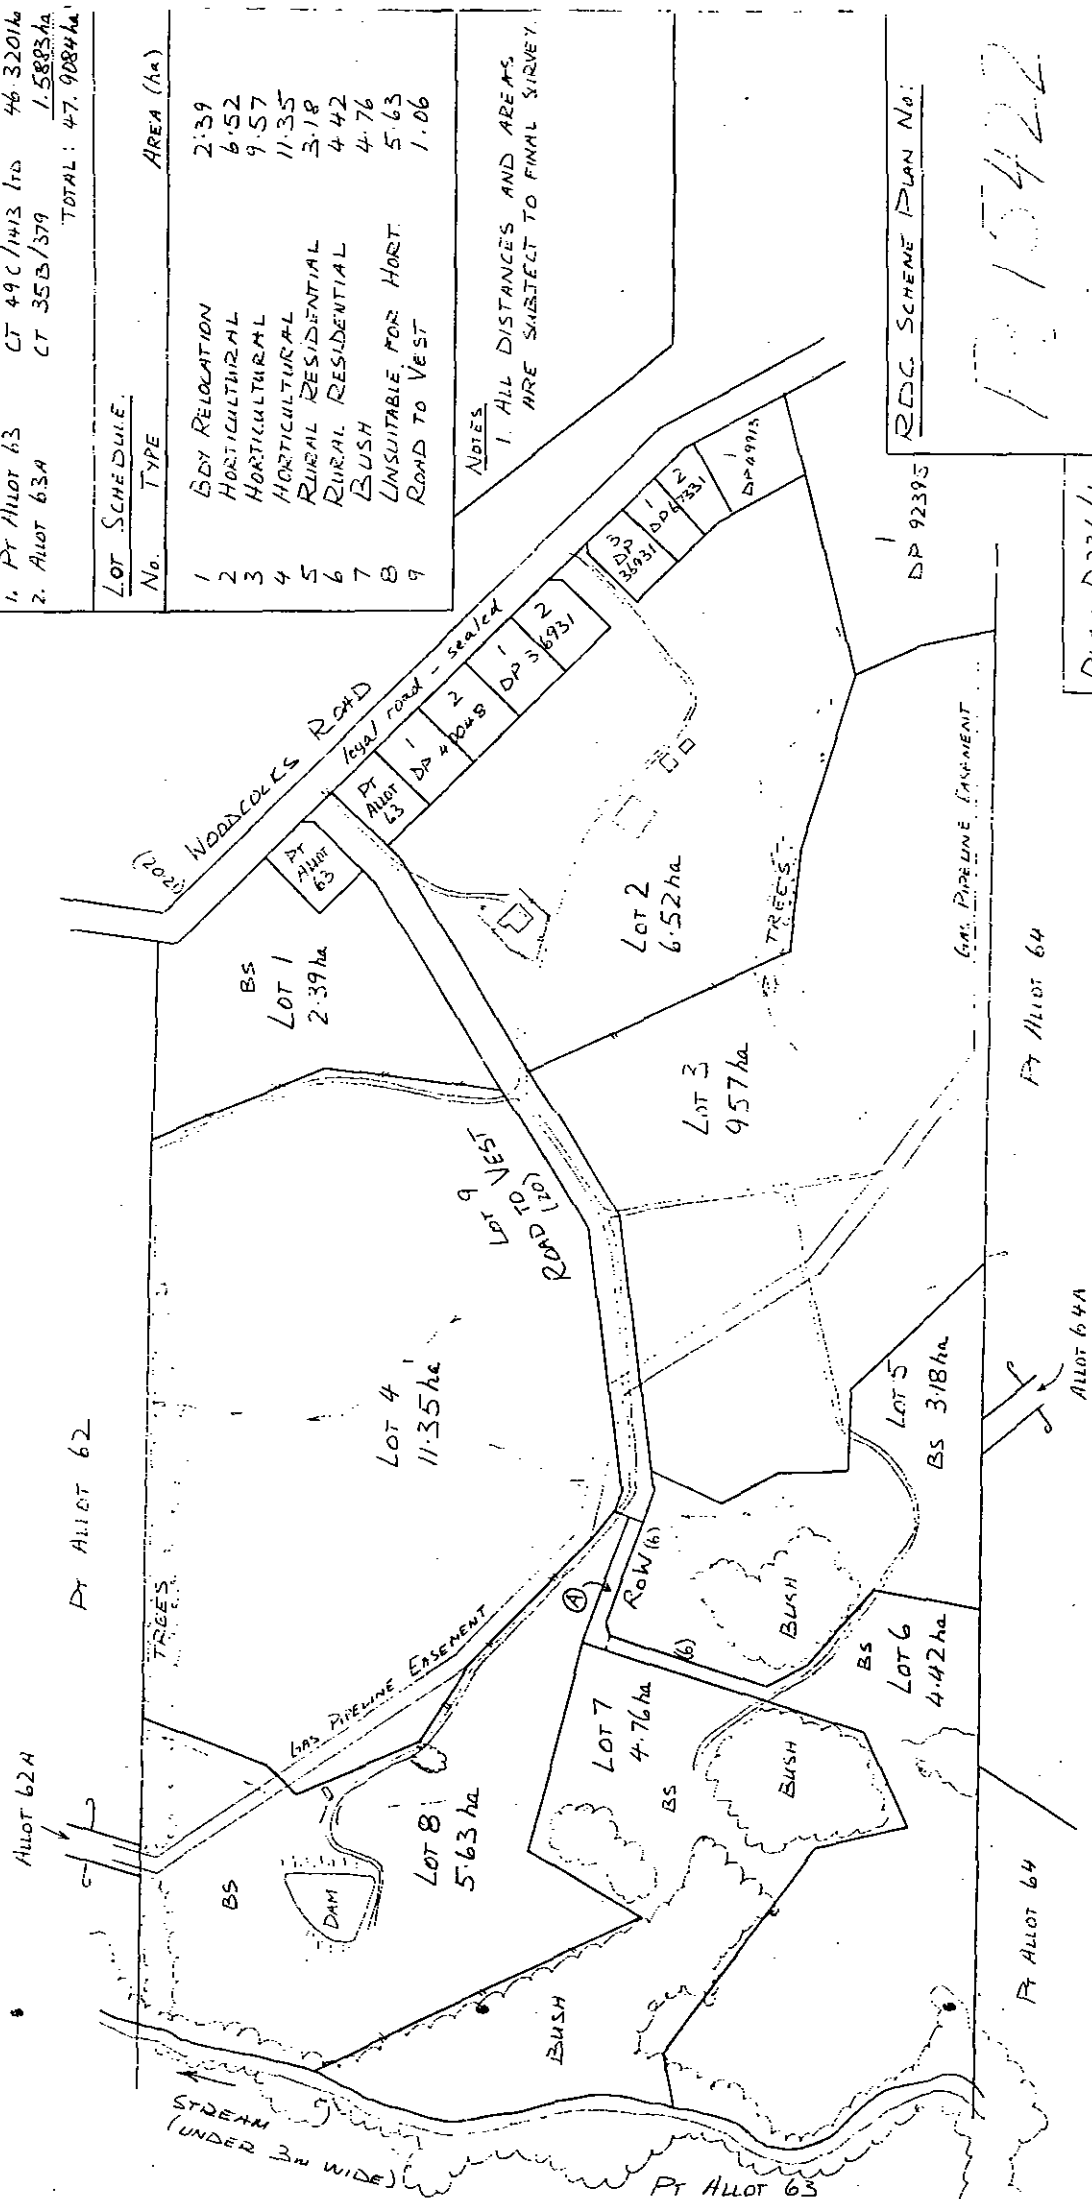 1. PT ALLOT 63 CT 49C/1413 LTD 46.3201ha
2. ALLOT 63A CT 35B/379 1.5883ha
TOTAL: 47.9084ha
LOT SCHEDULE.
No. TYPE AREA (ha)
1 BDY RELOCATION 2.39
2 HORTICULTURAL 6.52
3 HORTICULTURAL 9.57
4 HORTICULTURAL 11.35
5 RURAL RESIDENTIAL 3.18
6 RURAL RESIDENTIAL 4.42
7 BUSH 4.76
8 UNSUITABLE FOR HORT. 5.63
9 ROAD TO VEST 1.06
NOTES
1. ALL DISTANCES AND AREAS
ARE SUBJECT TO FINAL SURVEY.
RDC SCHEME PLAN No:
15422
ALLOT 62A
PT ALLOT 62
TREES
(20.21)
WOODCOCKS ROAD
legal road - sealed
PT
ALLOT
63
PT
ALLOT
63
1
2
DP 40048
1
2
DP 36931
3
DP
36931
1
2
DP 67331
1
DP 49913
1
DP 92395
BS
LOT 1
2.39ha
LOT 2
6.52ha
TREES
LOT 3
9.57ha
GAS PIPELINE EASEMENT
LOT 9
ROAD TO VEST
(20)
LOT 4
11.35ha
GAS PIPELINE EASEMENT
A
ROW (6)
(6)
BS
DAM
LOT 8
5.63ha
LOT 7
4.76ha
BS
BUSH
BUSH
BUSH
LOT 5
BS 3.18ha
BS
LOT 6
4.42ha
STREAM
(UNDER 3m WIDE)
PT ALLOT 63
PT ALLOT 64
ALLOT 64A
PT ALLOT 64